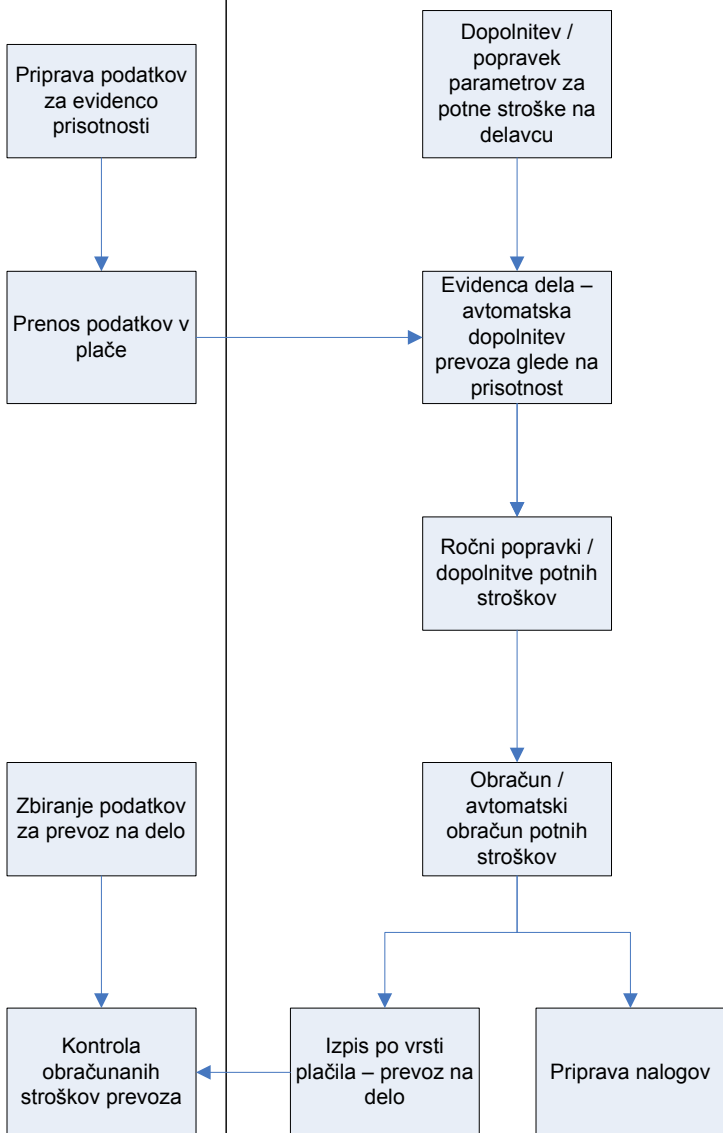 Priprava podatkov
za evidenco
prisotnosti
Dopolnitev /
popravek
parametrov za
potne stroške na
delavcu
Prenos podatkov v
plače
Evidenca dela –
avtomatska
dopolnitev
prevoza glede na
prisotnost
Ročni popravki /
dopolnitve potnih
stroškov
Zbiranje podatkov
za prevoz na delo
Obračun /
avtomatski
obračun potnih
stroškov
Kontrola
obračunanih
stroškov prevoza
Izpis po vrsti
plačila – prevoz na
delo
Priprava nalogov